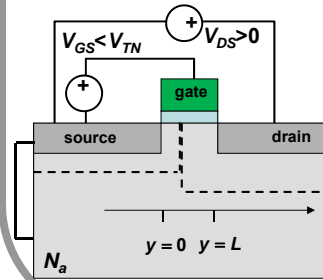 V_GS<V_TN
V_DS>0
+
+
gate
source
drain
N_a
y = 0
y = L